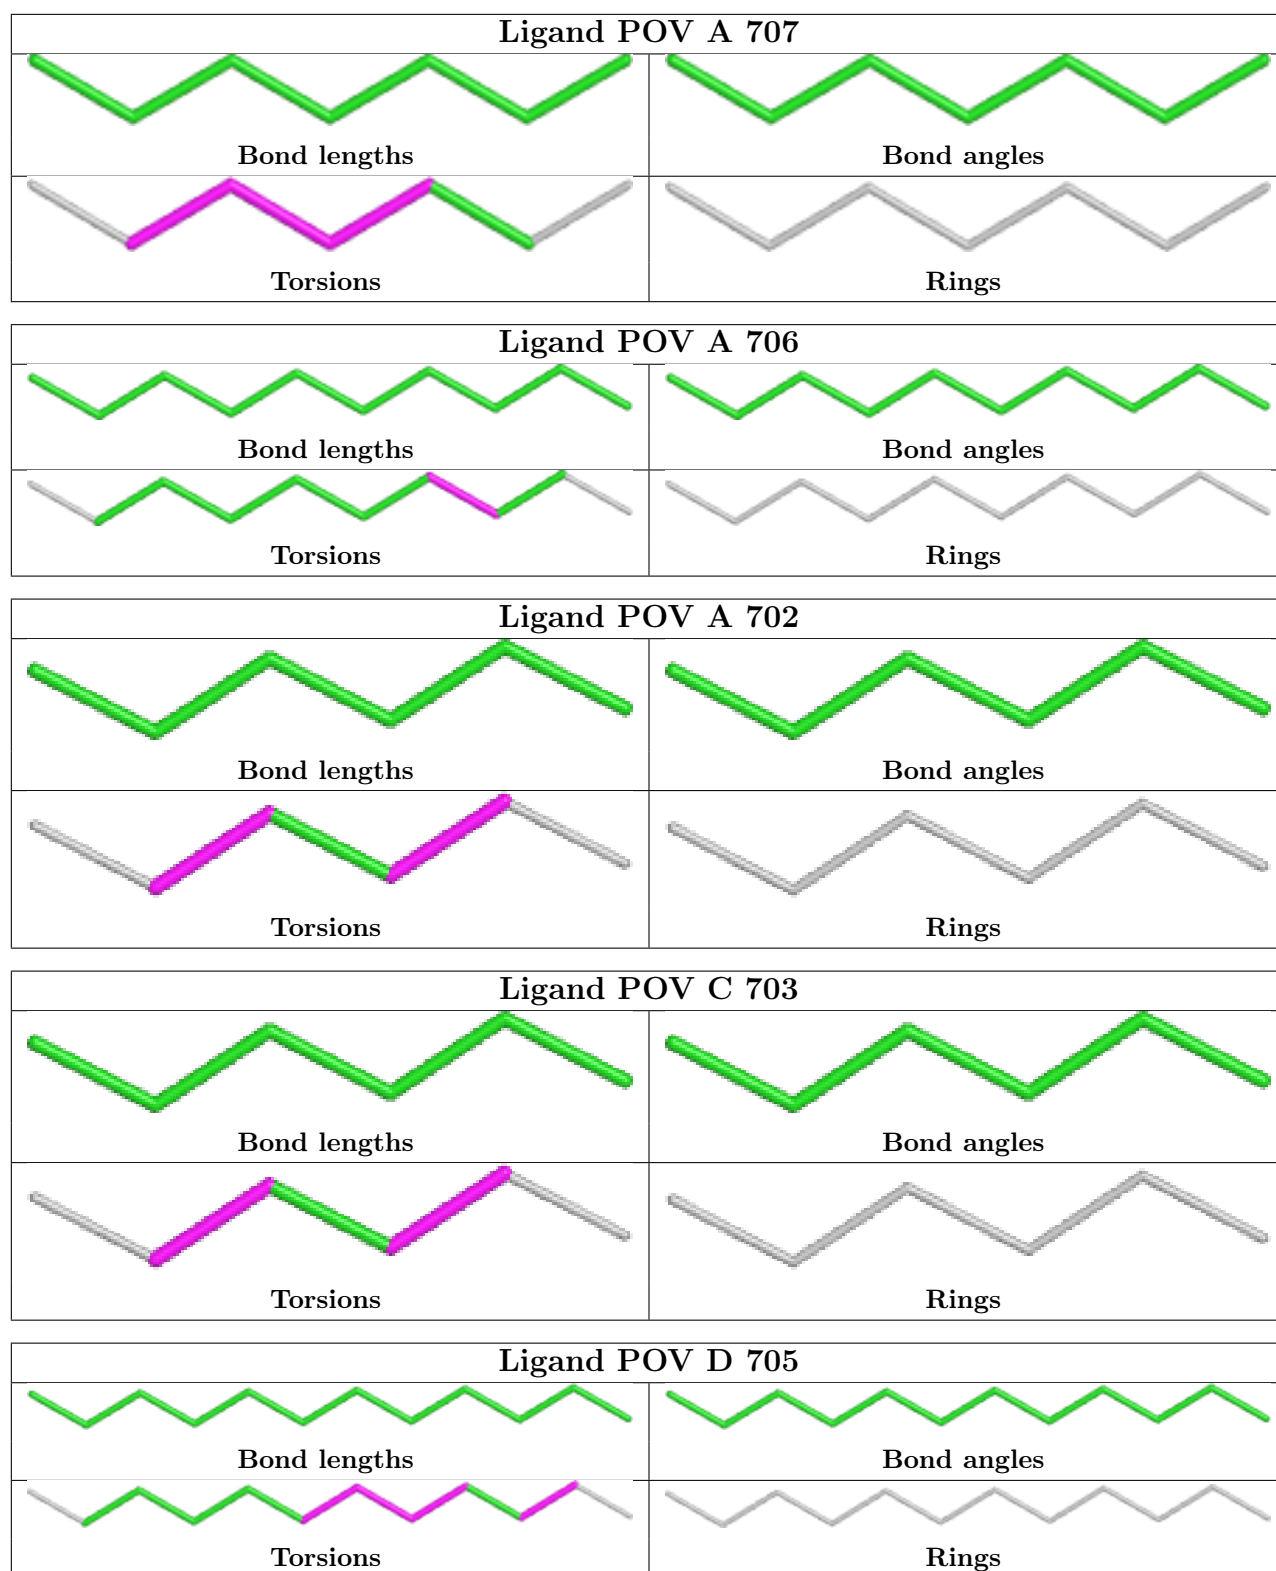 Ligand POV A 707
Bond lengths Bond angles
Torsions Rings
Ligand POV A 706
Bond lengths Bond angles
Torsions Rings
Ligand POV A 702
Bond lengths Bond angles
Torsions Rings
Ligand POV C 703
Bond lengths Bond angles
Torsions Rings
Ligand POV D 705
Bond lengths Bond angles
Torsions Rings